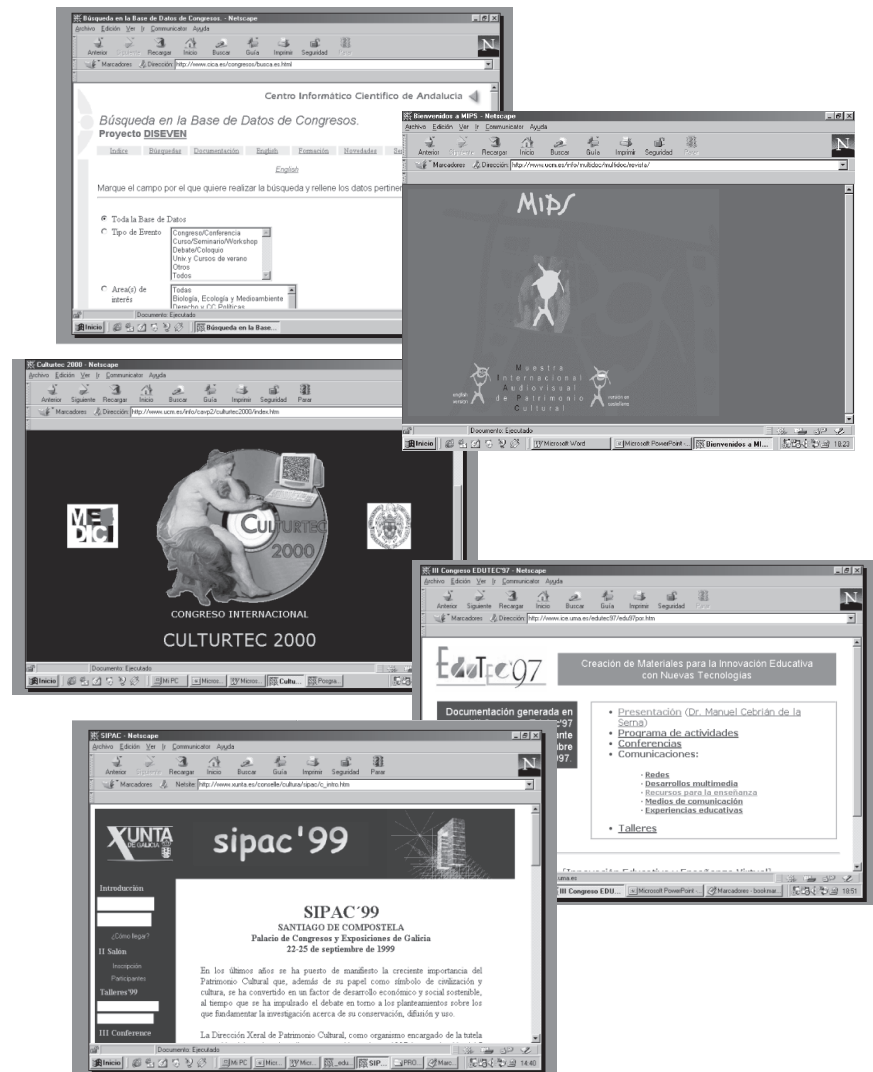 Búsqueda en la Base de Datos de Congresos. - Netscape
Archivo Edición Ver Ir Communicator Ayuda
Anterior Siguiente Recargar Inicio Buscar Guía Imprimir Seguridad Parar
Marcadores Dirección: http://www.cica.es/congresos/busca.es.html
Centro Informático Científico de Andalucía
Búsqueda en la Base de Datos de Congresos.
Proyecto DISEVEN
Indice Búsquedas Documentación English Formación Novedades
English
Marque el campo por el que quiere realizar la búsqueda y rellene los datos
Toda la Base de Datos
Tipo de Evento
Congreso/Conferencia
Curso/Seminario/Workshop
Debate/Coloquio
Univ.y Cursos de verano
Otros
Todos
Area(s) de interés
Todas
Biología, Ecología y Medioambiente
Derecho y CC.Políticas
Documento: Ejecutado
Inicio Búsqueda en la Base...
Bienvenidos a MIPS - Netscape
Archivo Edición Ver Ir Communicator Ayuda
Anterior Siguiente Recargar Inicio Buscar Guía Imprimir Seguridad Parar
N
Marcadores Dirección: http://www.ucm.es/info/multidoc/multidoc/revista/
MIPS
Muestra
Internacional
Audiovisual
de Patrimonio
Cultural
english version
versión en castellano
Documento: Ejecutado
Inicio Microsoft Word Microsoft PowerPoint - Bienvenidos a MI... 18:23
Culturtec 2000 - Netscape
Archivo Edición Ver Ir Communicator Ayuda
Anterior Siguiente Recargar Inicio Buscar Guía Imprimir Seguridad Parar
Marcadores Dirección: http://www.ucm.es/info/cavp2/culturtec2000/index.htm
MEDICI
CULTURTEC
2000
CONGRESO INTERNACIONAL
CULTURTEC 2000
Documento: Ejecutado
Inicio Mi PC Micros... Micros... Cultu... Posgra...
III Congreso EDUTEC'97 - Netscape
Archivo Edición Ver Ir Communicator Ayuda
Anterior Siguiente Recargar Inicio Buscar Guía Imprimir Seguridad Parar
N
Marcadores Dirección: http://www.ice.uma.es/edutec97/edu97por.htm
EDUTEC'97
Creación de Materiales para la Innovación Educativa
con Nuevas Tecnologías
Documentación generada en
Presentación (Dr. Manuel Cebrián de la
Serna)
Programa de actividades
Conferencias
Comunicaciones:
· Redes
· Desarrollos multimedia
· Recursos para la enseñanza
· Medios de comunicación
· Experiencias educativas
Talleres
III Congreso EDU... Microsoft PowerPoint -... Marcadores - bookmar... 18:51
SIPAC - Netscape
Archivo Edición Ver Ir Communicator Ayuda
Anterior Siguiente Recargar Inicio Buscar Guía Imprimir Seguridad Parar
N
Marcadores Netsite: http://www.xunta.es/conselle/cultura/sipac/c_intro.htm
XUNTA
DE GALICIA
sipac'99
Introducción
¿Cómo llegar?
II Salón
Inscripción
Participantes
Talleres'99
III Conference
SIPAC´99
SANTIAGO DE COMPOSTELA
Palacio de Congresos y Exposiciones de Galicia
22-25 de septiembre de 1999
En los últimos años se ha puesto de manifiesto la creciente importancia del
Patrimonio Cultural que, además de su papel como símbolo de civilización y
cultura, se ha convertido en un factor de desarrollo económico y social sostenible,
al tiempo que se ha impulsado el debate en torno a los planteamientos sobre los
que fundamentar la investigación acerca de su conservación, difusión y uso.
La Dirección Xeral de Patrimonio Cultural, como organismo encargado de la tutela
Documento: Ejecutado
Inicio Mi PC Micr... Micr... _edu... SIP... PRO... Marc... 14:40